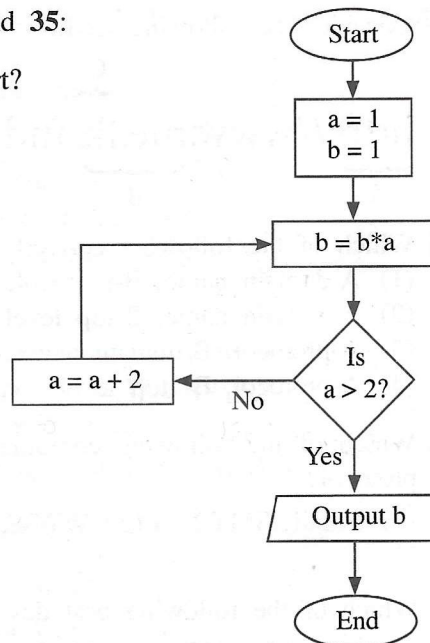 d 35:
t?
Start
a = 1
b = 1
b = b*a
Is
a > 2?
No
a = a + 2
Yes
Output b
End